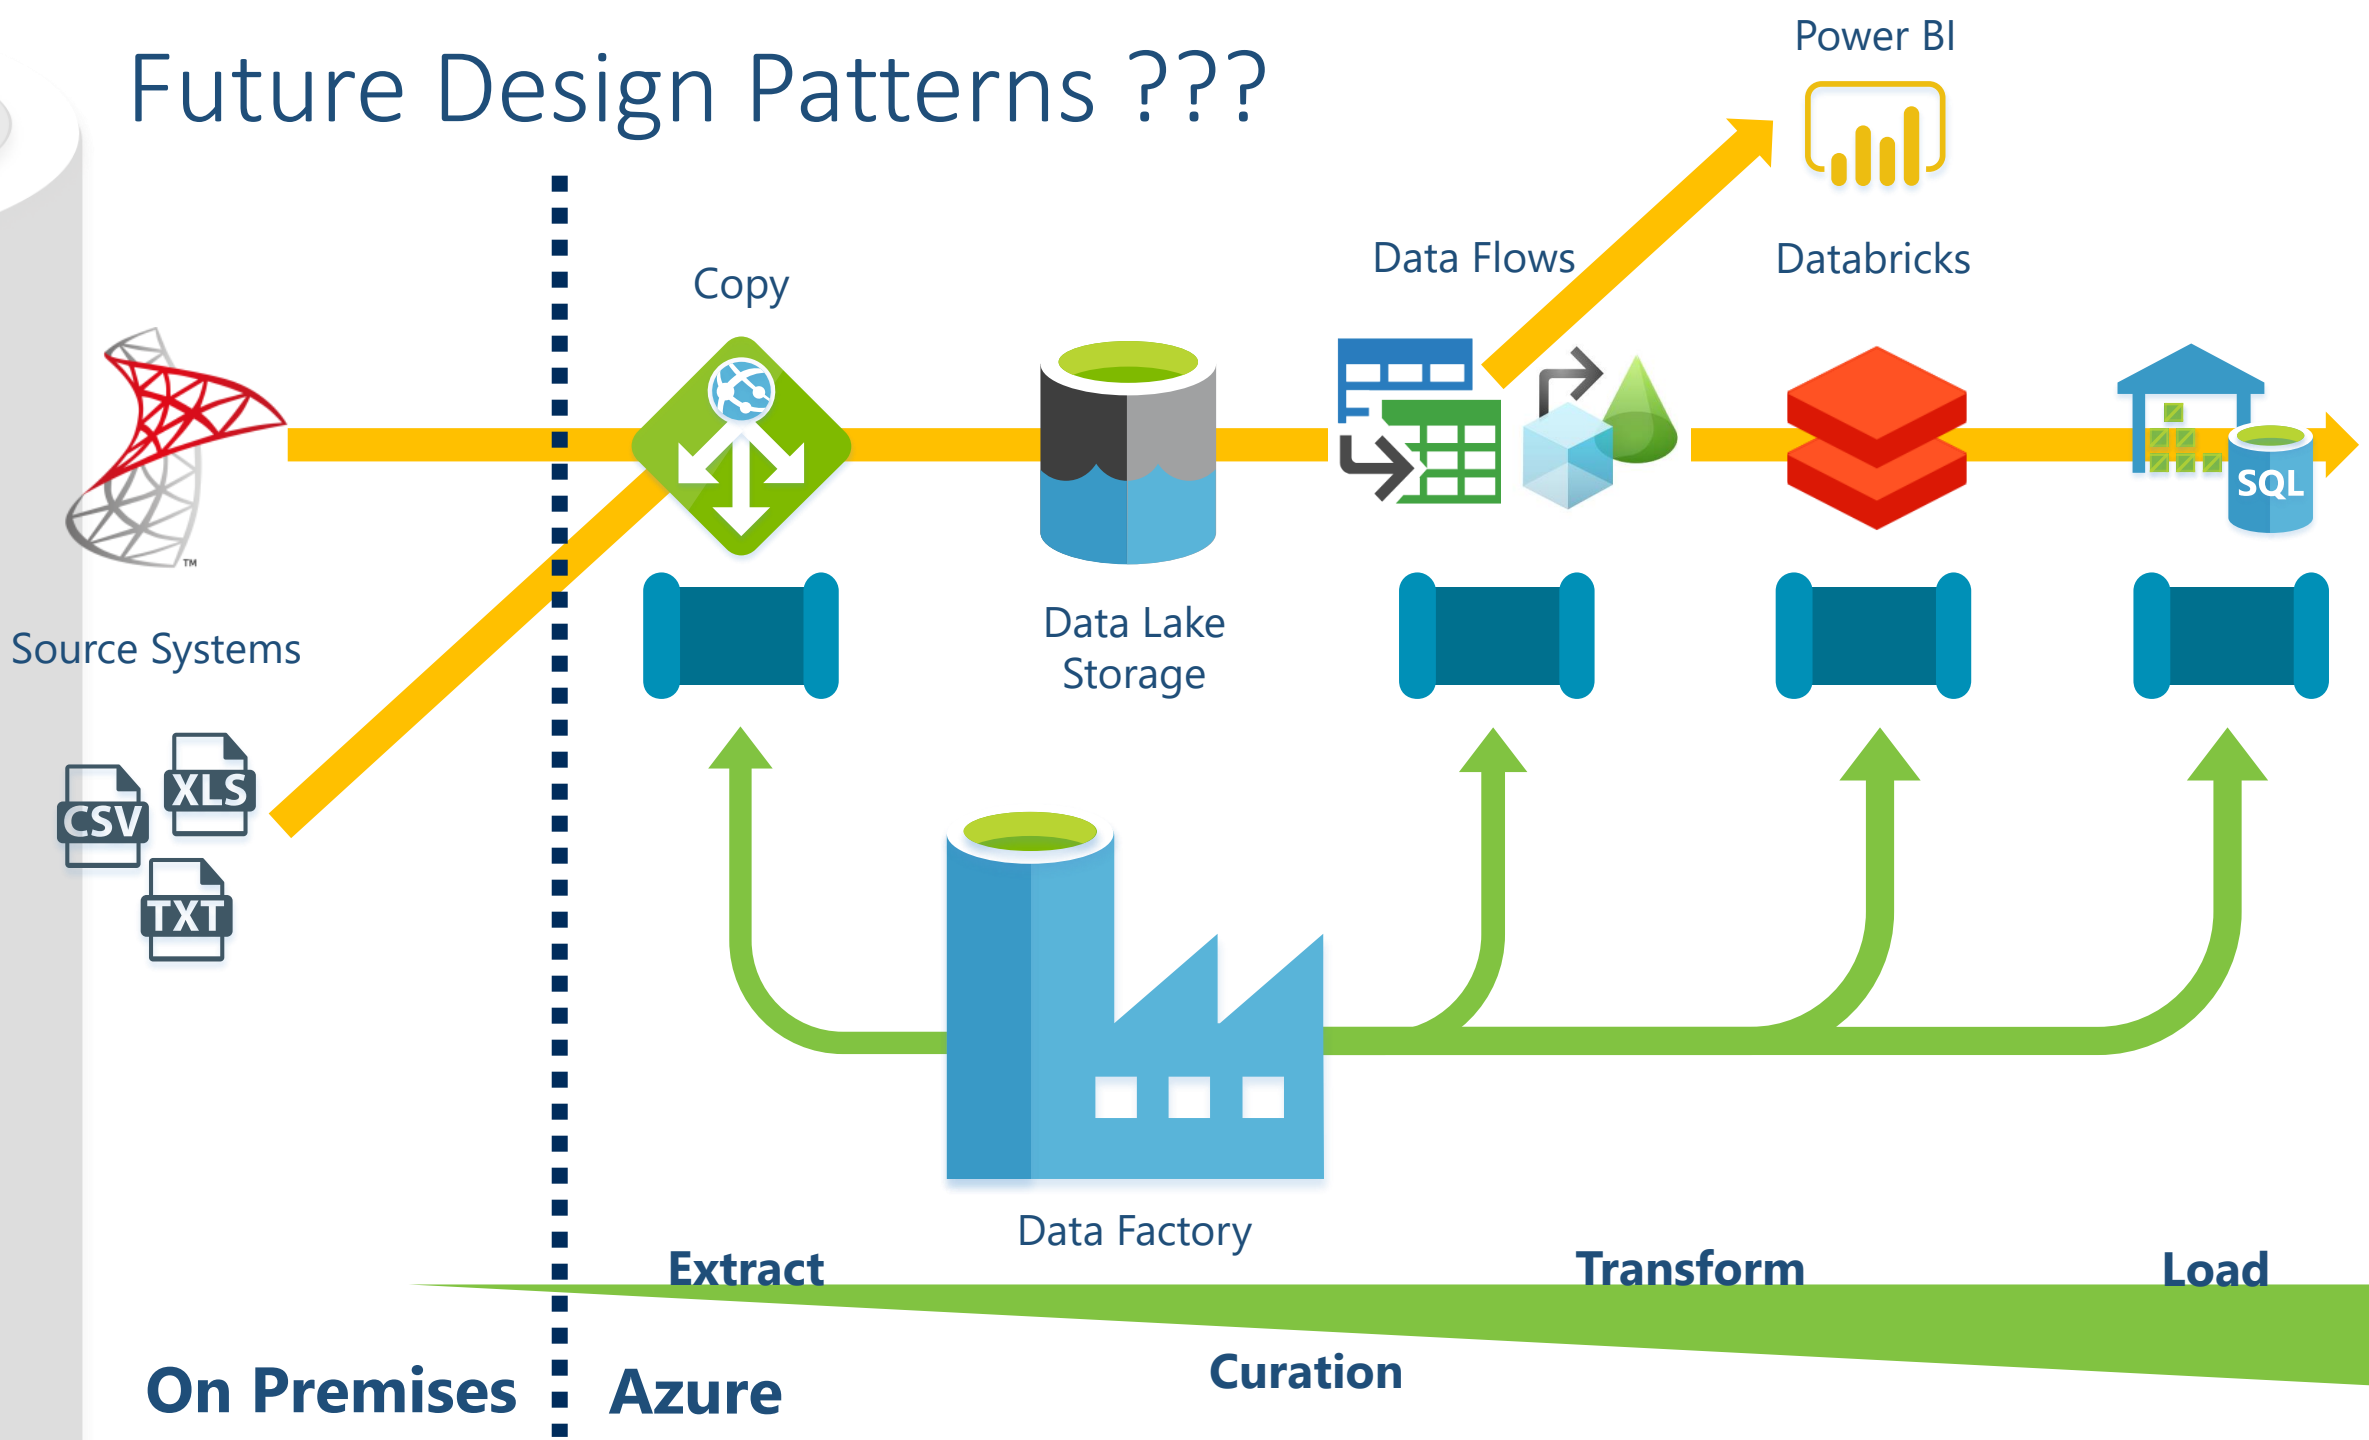 Future Design Patterns ???
Power BI
Data Flows
Databricks
Copy
TM
SQL
Source Systems
Data Lake
Storage
XLS
CSV
TXT
Data Factory
Extract
Transform
Load
Curation
On Premises
Azure